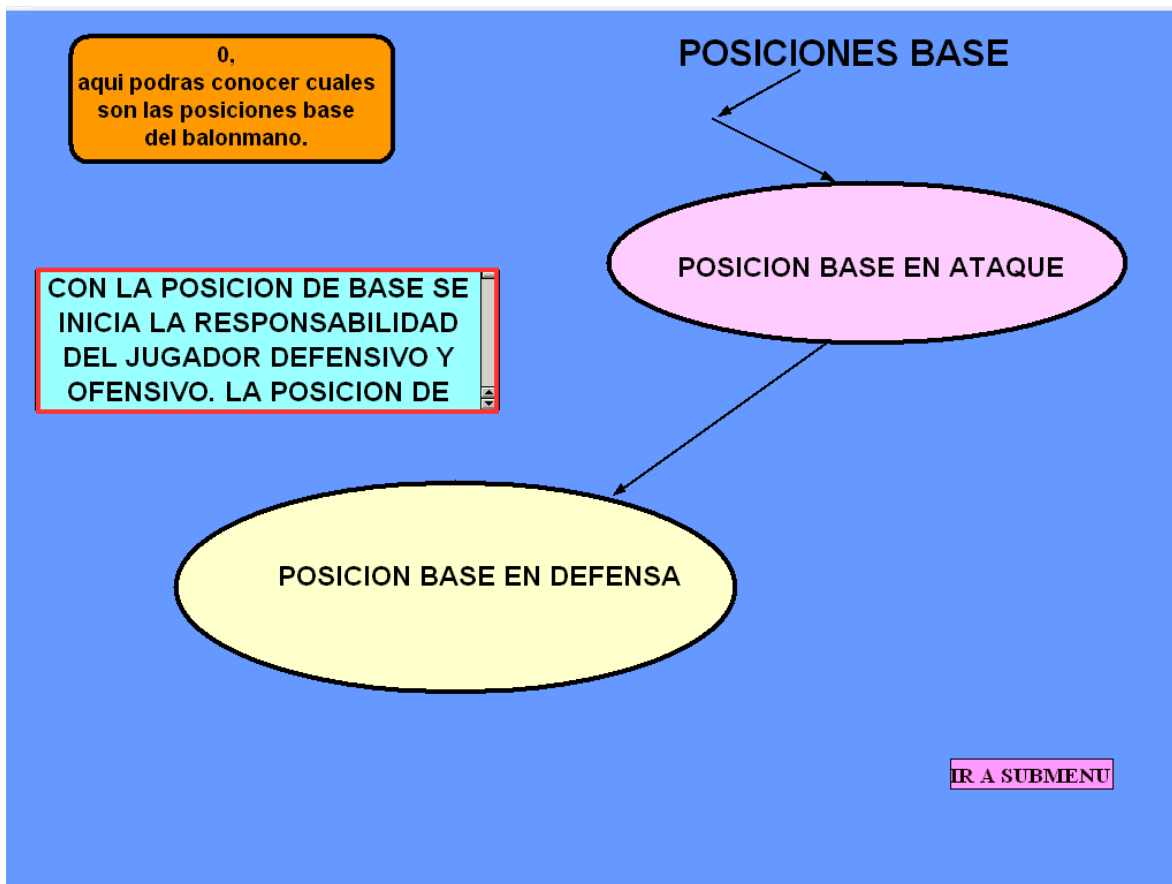 0,
aqui podras conocer cuales
son las posiciones base
del balonmano.
POSICIONES BASE
POSICION BASE EN ATAQUE
CON LA POSICION DE BASE SE
INICIA LA RESPONSABILIDAD
DEL JUGADOR DEFENSIVO Y
OFENSIVO. LA POSICION DE
POSICION BASE EN DEFENSA
IR A SUBMENU